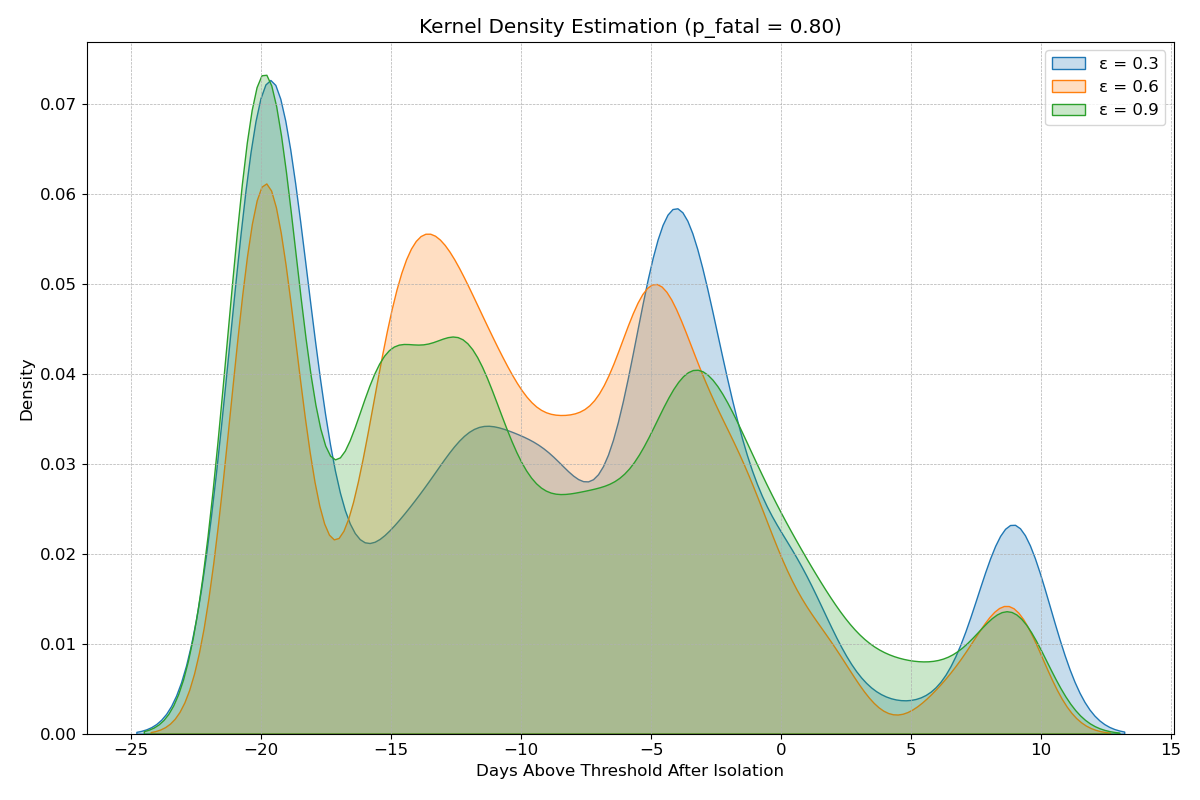 Kernel Density Estimation (p_fatal = 0.80)
ε = 0.3
ε = 0.6
ε = 0.9
Density
0.07
0.06
0.05
0.04
0.03
0.02
0.01
0.00
−25
−20
−15
−10
−5
0
5
10
15
Days Above Threshold After Isolation